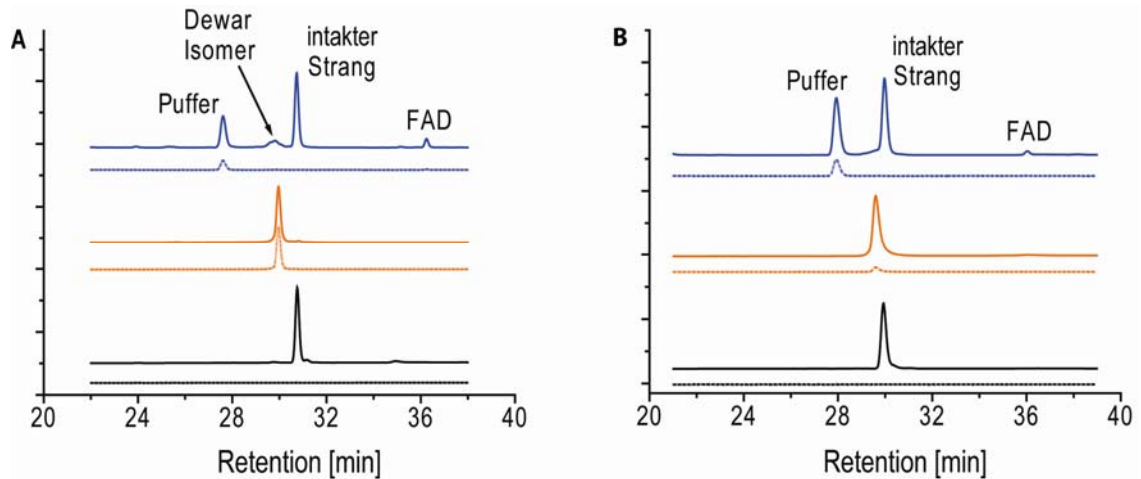 A
Dewar
Isomer
intakter
Strang
Puffer
FAD
20 24 28 32 36 40
Retention [min]
B
intakter
Strang
Puffer
FAD
20 24 28 32 36 40
Retention [min]